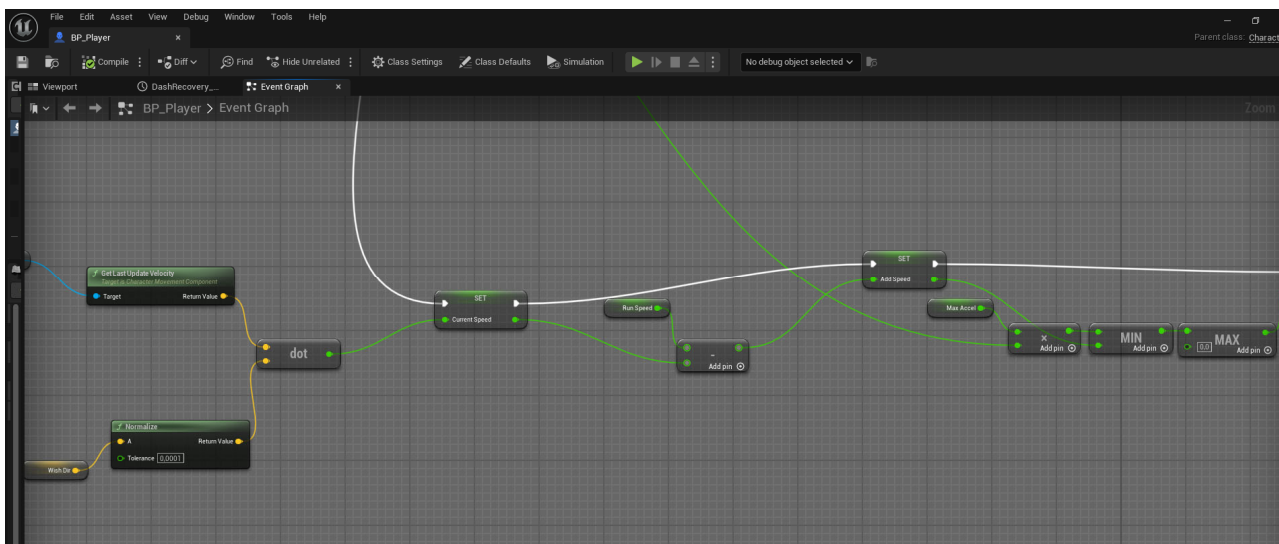 File Edit Asset View Debug Window Tools Help
BP_Player ×
Parent class: Charact
Compile Diff Find Hide Unrelated Class Settings Class Defaults Simulation No debug object selected
Viewport DashRecovery_... Event Graph ×
BP_Player > Event Graph Zoom
SET
Add Speed
f Get Last Update Velocity
Target is Character Movement Component
Target Return Value
SET
Current Speed
Run Speed
Max Accel
dot
-
Add pin
×
Add pin
MIN
Add pin
0,0 MAX
Add pin
f Normalize
A Return Value
Tolerance 0,0001
Wish Dir